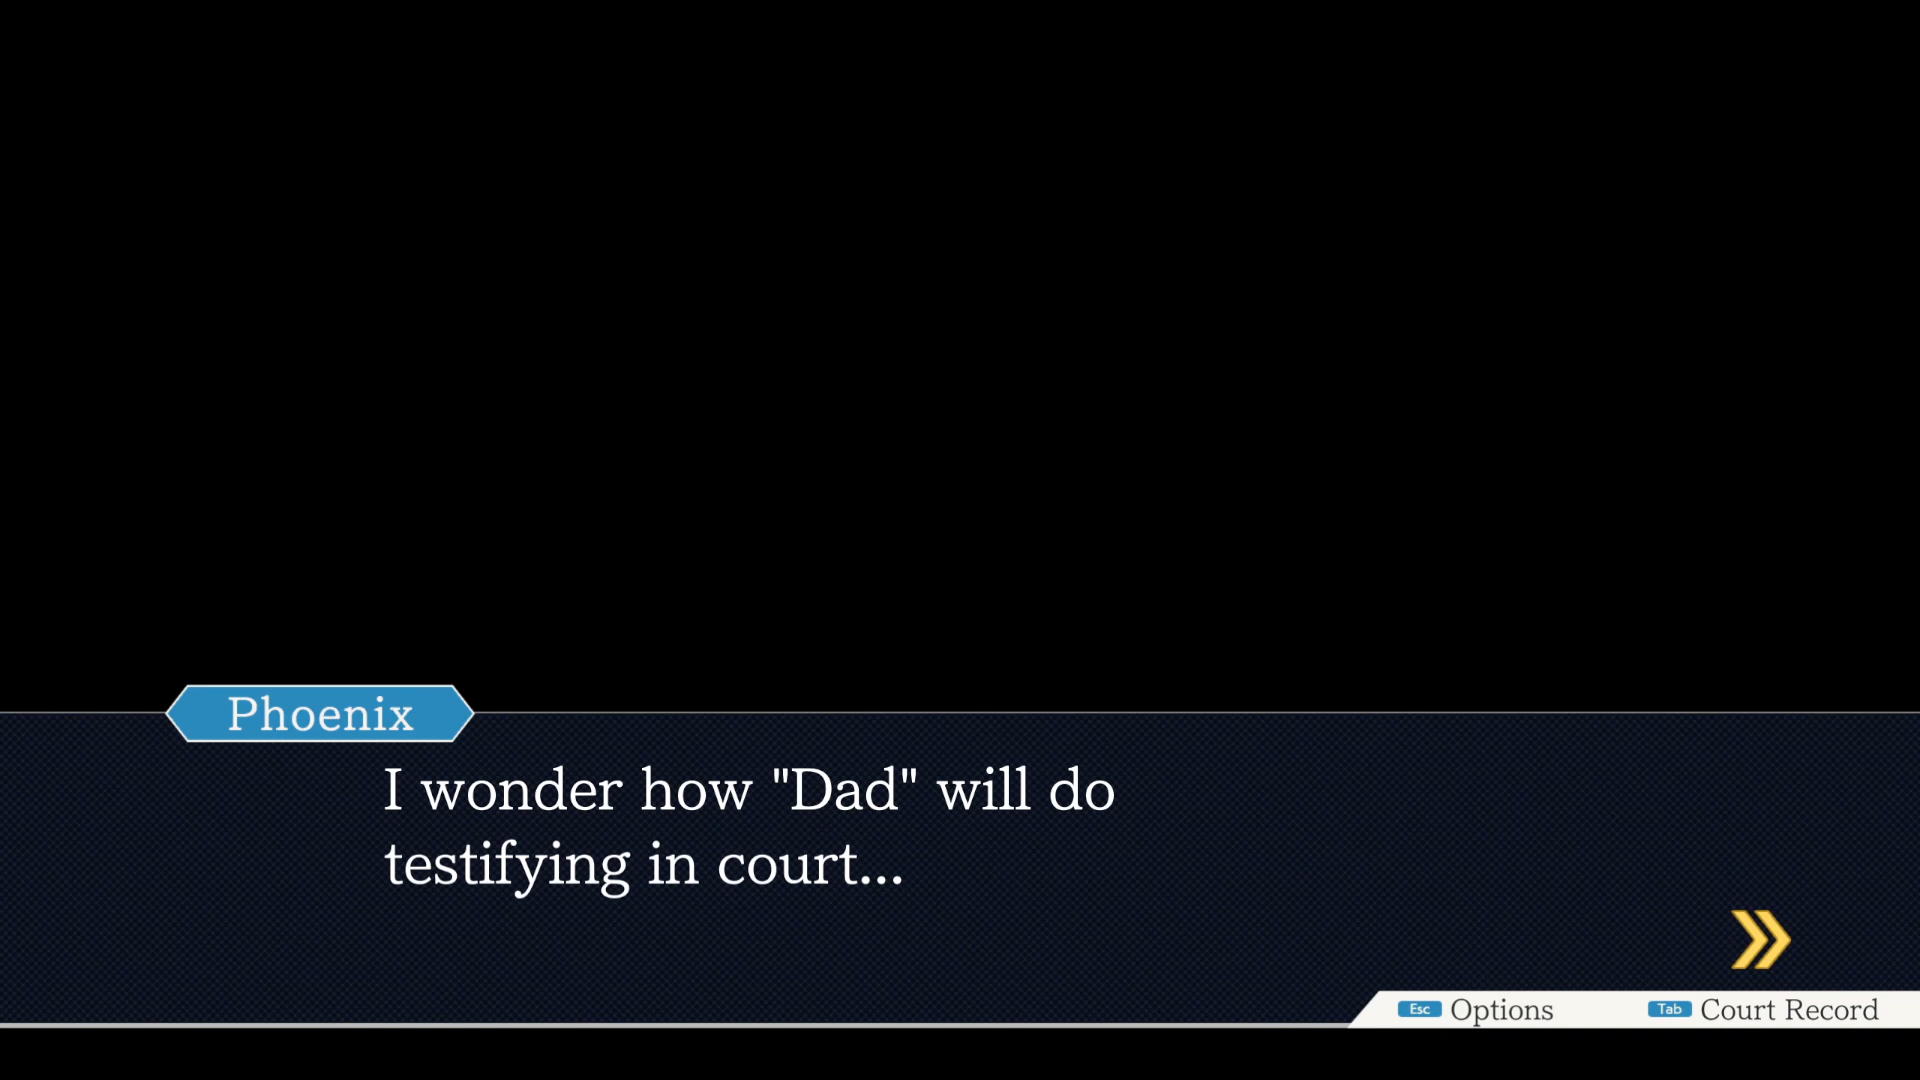 Phoenix
I wonder how "Dad" will do
testifying in court...
Esc Options Tab Court Record